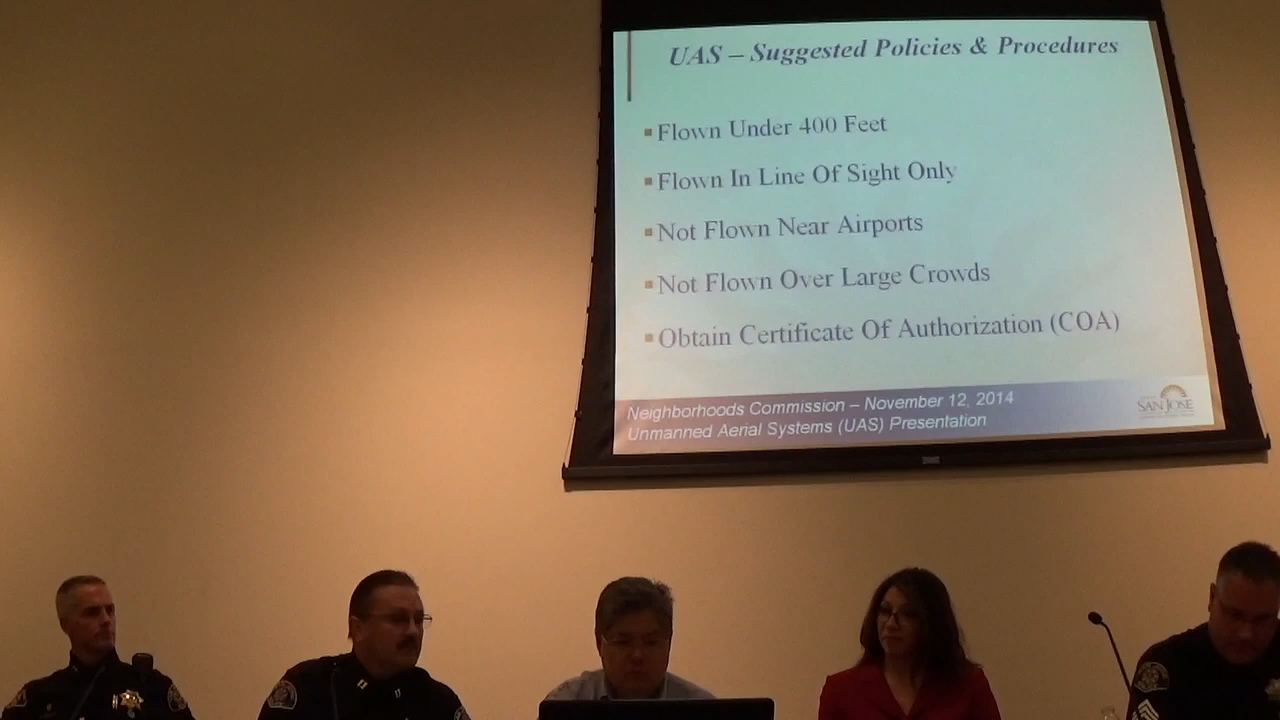 UAS – Suggested Policies & Procedures
Flown Under 400 Feet
Flown In Line Of Sight Only
Not Flown Near Airports
Not Flown Over Large Crowds
Obtain Certificate Of Authorization (COA)
Neighborhoods Commission – November 12, 2014
Unmanned Aerial Systems (UAS) Presentation
SAN JOSE